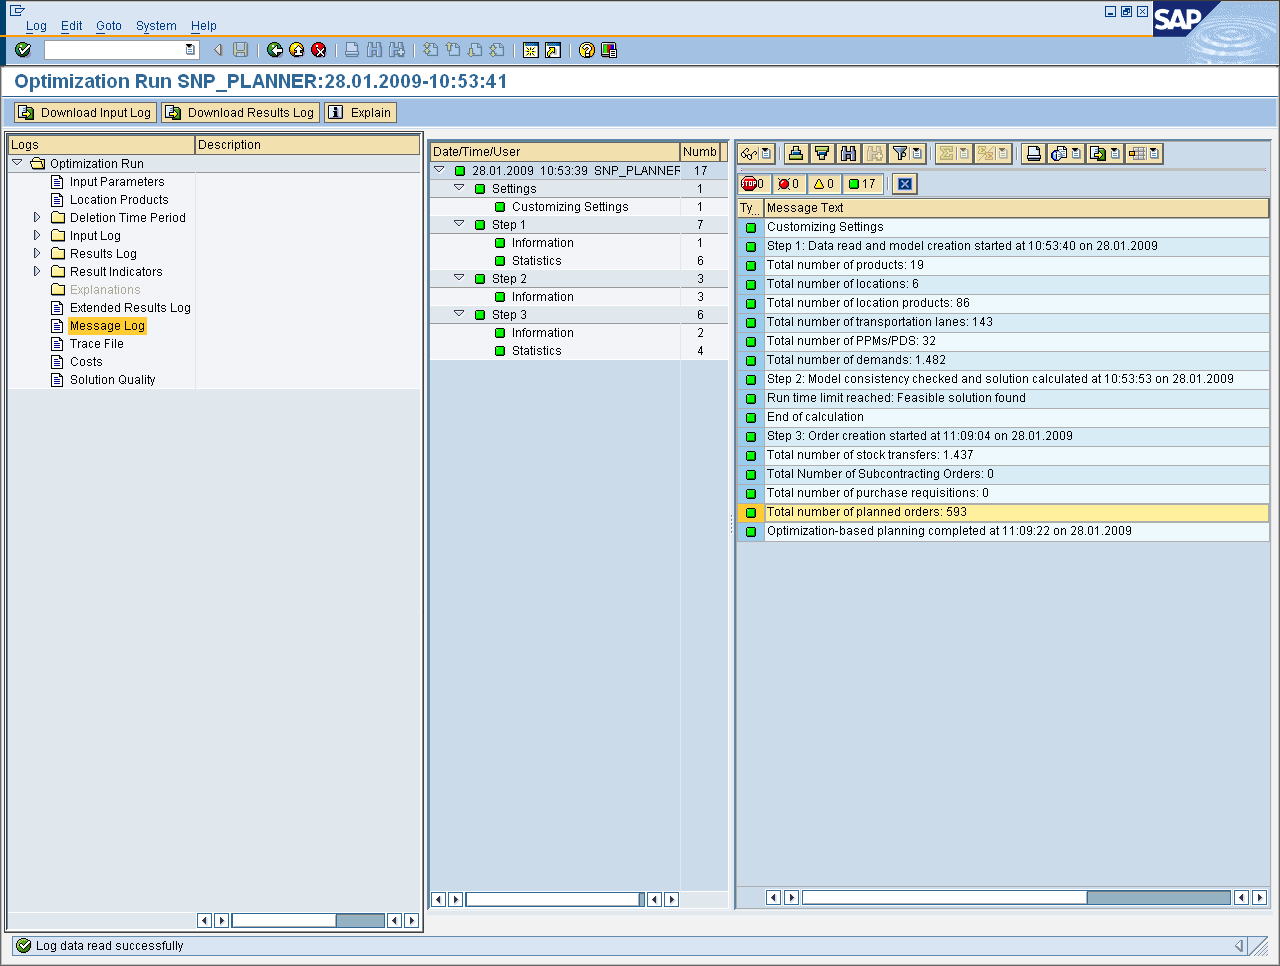 Log Edit Goto System Help
SAP
Optimization Run SNP_PLANNER:28.01.2009-10:53:41
Download Input Log Download Results Log Explain
Logs Description
Optimization Run
Input Parameters
Location Products
Deletion Time Period
Input Log
Results Log
Result Indicators
Explanations
Extended Results Log
Message Log
Trace File
Costs
Solution Quality
Date/Time/User Numb
28.01.2009 10:53:39 SNP_PLANNER 17
Settings 1
Customizing Settings 1
Step 1 7
Information 1
Statistics 6
Step 2 3
Information 3
Step 3 6
Information 2
Statistics 4
STOP 0 0 0 17
Ty... Message Text
Customizing Settings
Step 1: Data read and model creation started at 10:53:40 on 28.01.2009
Total number of products: 19
Total number of locations: 6
Total number of location products: 86
Total number of transportation lanes: 143
Total number of PPMs/PDS: 32
Total number of demands: 1.482
Step 2: Model consistency checked and solution calculated at 10:53:53 on 28.01.2009
Run time limit reached: Feasible solution found
End of calculation
Step 3: Order creation started at 11:09:04 on 28.01.2009
Total number of stock transfers: 1.437
Total Number of Subcontracting Orders: 0
Total number of purchase requisitions: 0
Total number of planned orders: 593
Optimization-based planning completed at 11:09:22 on 28.01.2009
Log data read successfully